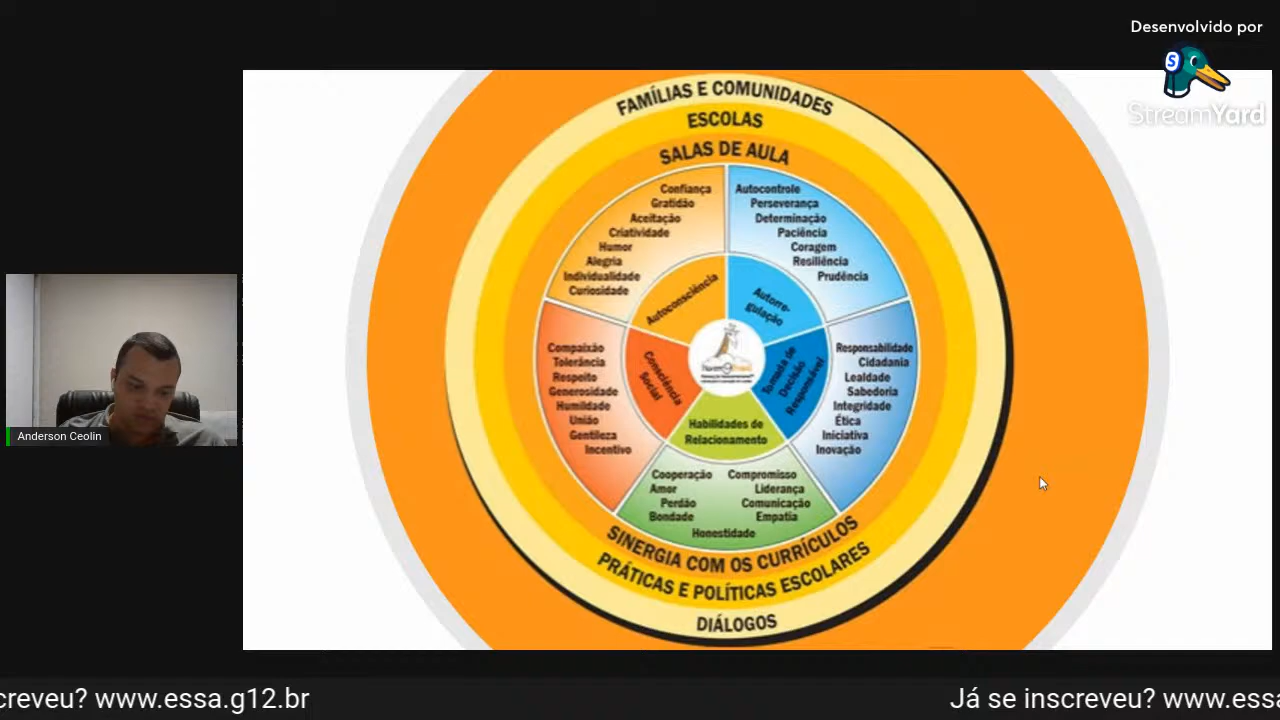 Desenvolvido por
StreamYard
FAMÍLIAS E COMUNIDADES
ESCOLAS
SALAS DE AULA
Confiança
Gratidão
Aceitação
Criatividade
Humor
Alegria
Individualidade
Curiosidade
Autocontrole
Perseverança
Determinação
Paciência
Coragem
Resiliência
Prudência
Autoconsciência
Autorre-
gulação
Compaixão
Tolerância
Respeito
Generosidade
Humildade
União
Gentileza
Incentivo
Consciência
Social
Tomada de
Decisão
Responsável
Responsabilidade
Cidadania
Lealdade
Sabedoria
Integridade
Ética
Iniciativa
Inovação
Habilidades de
Relacionamento
Cooperação
Amor
Perdão
Bondade
Compromisso
Liderança
Comunicação
Empatia
Honestidade
SINERGIA COM OS CURRÍCULOS
PRÁTICAS E POLÍTICAS ESCOLARES
DIÁLOGOS
Anderson Ceolin
creveu? www.essa.g12.br
Já se inscreveu? www.essa